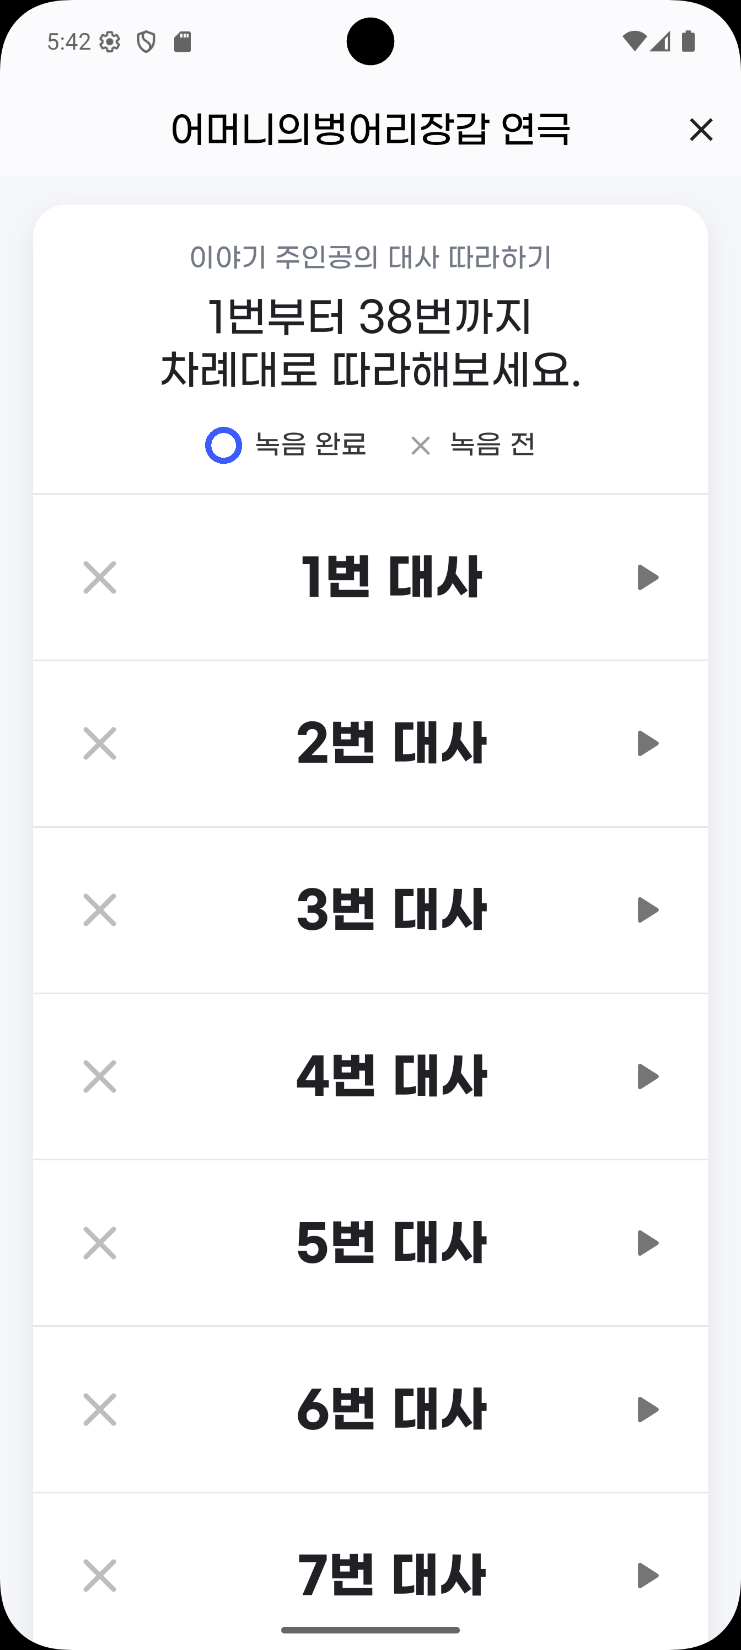 5:42
어머니의벙어리장갑 연극
이야기 주인공의 대사 따라하기
1번부터 38번까지
차례대로 따라해보세요.
녹음 완료 녹음 전
1번 대사
2번 대사
3번 대사
4번 대사
5번 대사
6번 대사
7번 대사